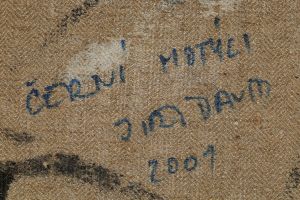 ČERNÍ MOTÝLI
JIŘÍ DAVID
2001